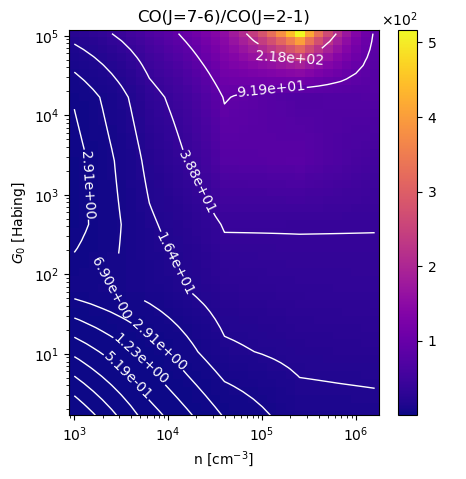 CO(J=7-6)/CO(J=2-1)
×10²
10⁵
10⁴
10³
10²
10¹
G₀ [Habing]
2.18e+02
9.19e+01
3.88e+01
2.91e+00
1.64e+01
6.90e+00
2.91e+00
1.23e+00
5.19e-01
5
4
3
2
1
10³
10⁴
10⁵
10⁶
n [cm⁻³]